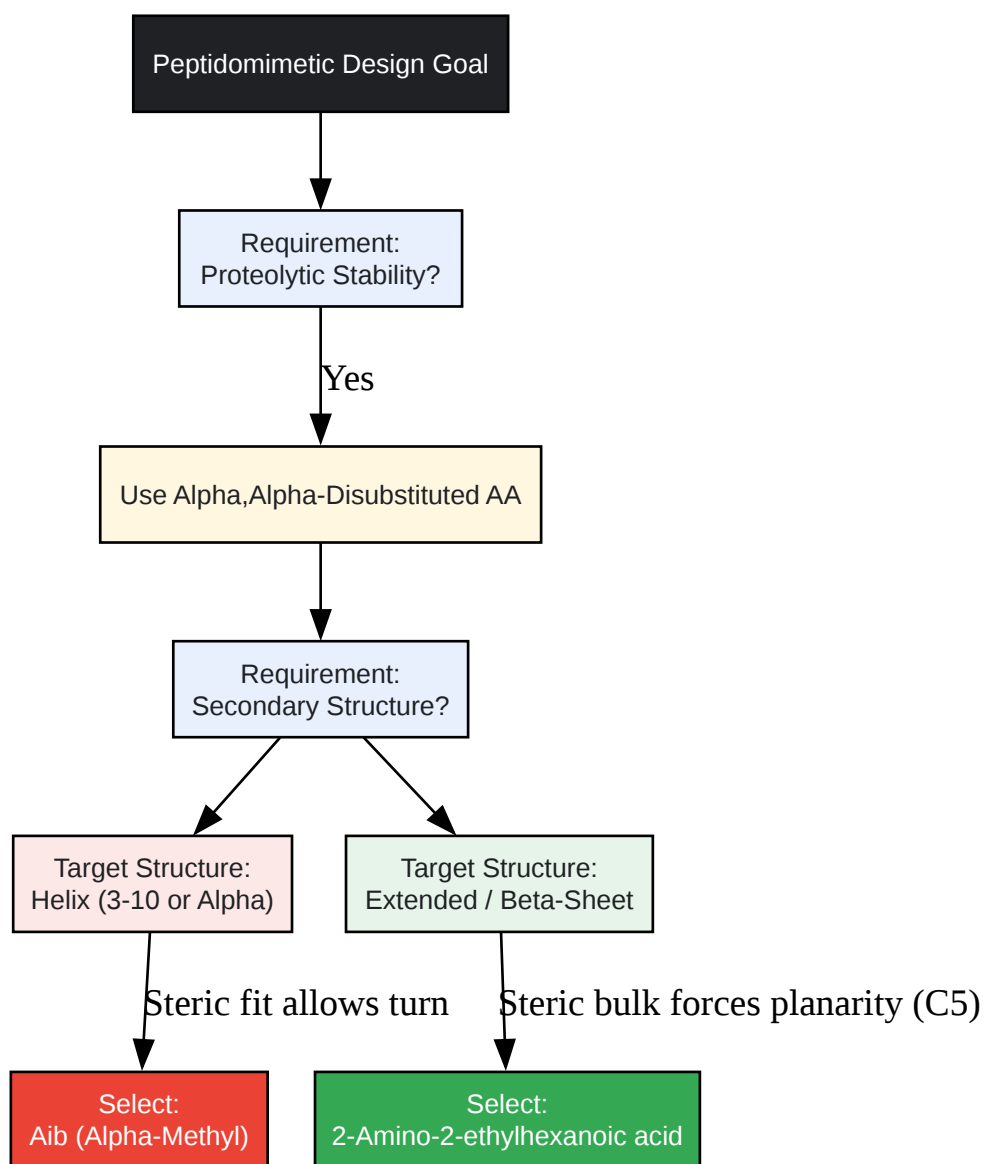 Peptidomimetic Design Goal
Requirement:
Proteolytic Stability?
Yes
Use Alpha,Alpha-Disubstituted AA
Requirement:
Secondary Structure?
Target Structure:
Helix (3-10 or Alpha)
Target Structure:
Extended / Beta-Sheet
Steric fit allows turn
Steric bulk forces planarity (C5)
Select:
Aib (Alpha-Methyl)
Select:
2-Amino-2-ethylhexanoic acid